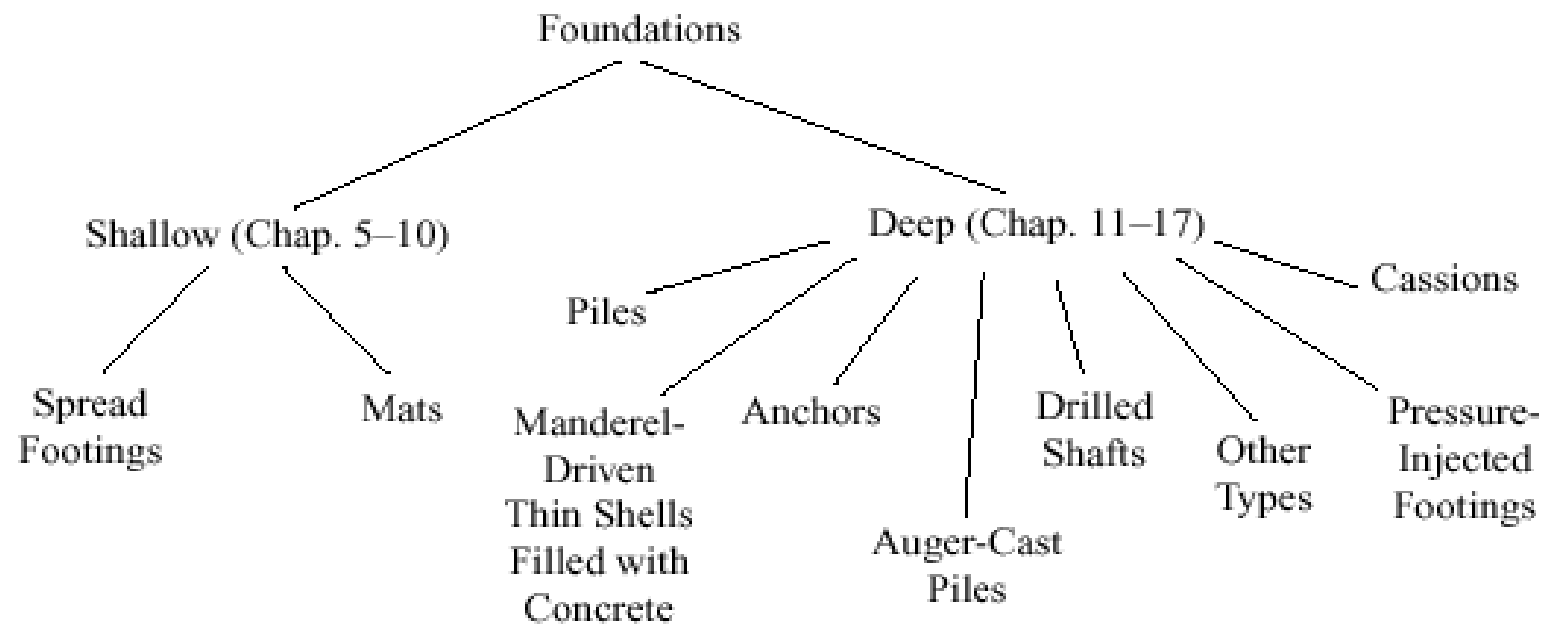 Foundations
Shallow (Chap. 5–10)
Deep (Chap. 11–17)
Spread
Footings
Mats
Piles
Manderel-
Driven
Thin Shells
Filled with
Concrete
Anchors
Auger-Cast
Piles
Drilled
Shafts
Other
Types
Pressure-
Injected
Footings
Cassions